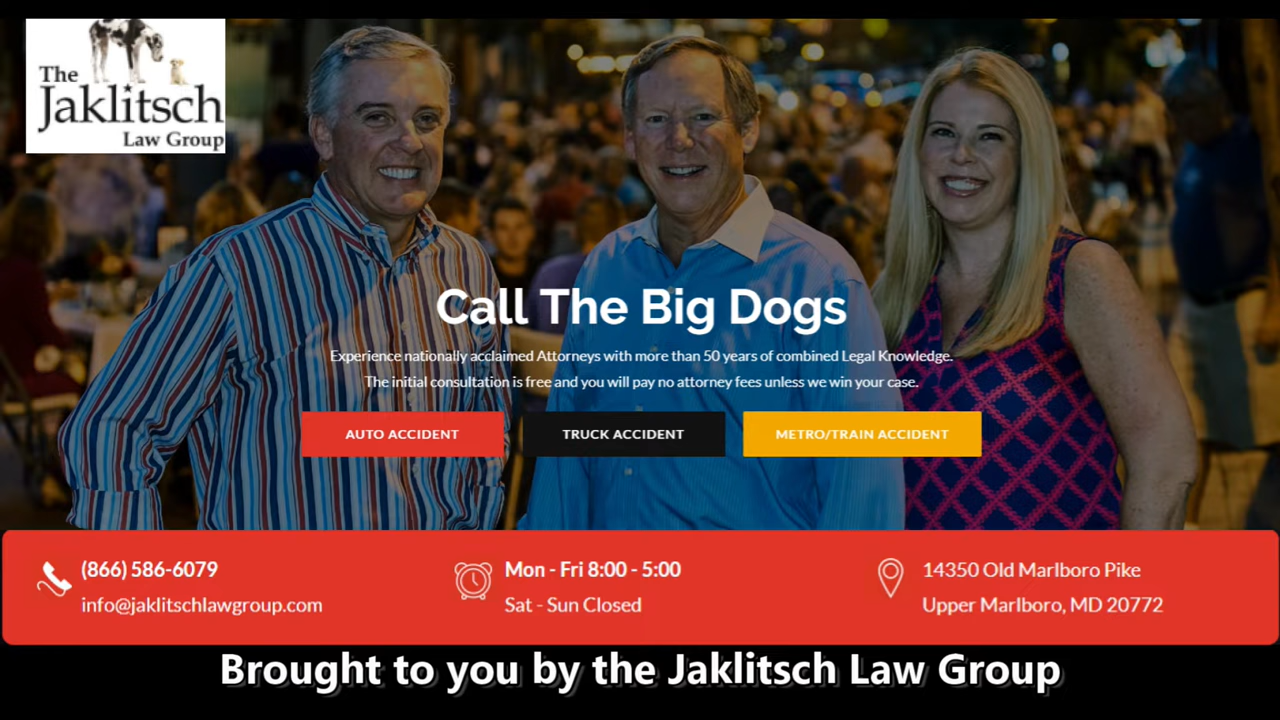 The
Jaklitsch
Law Group
Call The Big Dogs
Experience nationally acclaimed Attorneys with more than 50 years of combined Legal Knowledge.
The initial consultation is free and you will pay no attorney fees unless we win your case.
AUTO ACCIDENT
TRUCK ACCIDENT
METRO/TRAIN ACCIDENT
(866) 586-6079
info@jaklitschlawgroup.com
Mon - Fri 8:00 - 5:00
Sat - Sun Closed
14350 Old Marlboro Pike
Upper Marlboro, MD 20772
Brought to you by the Jaklitsch Law Group